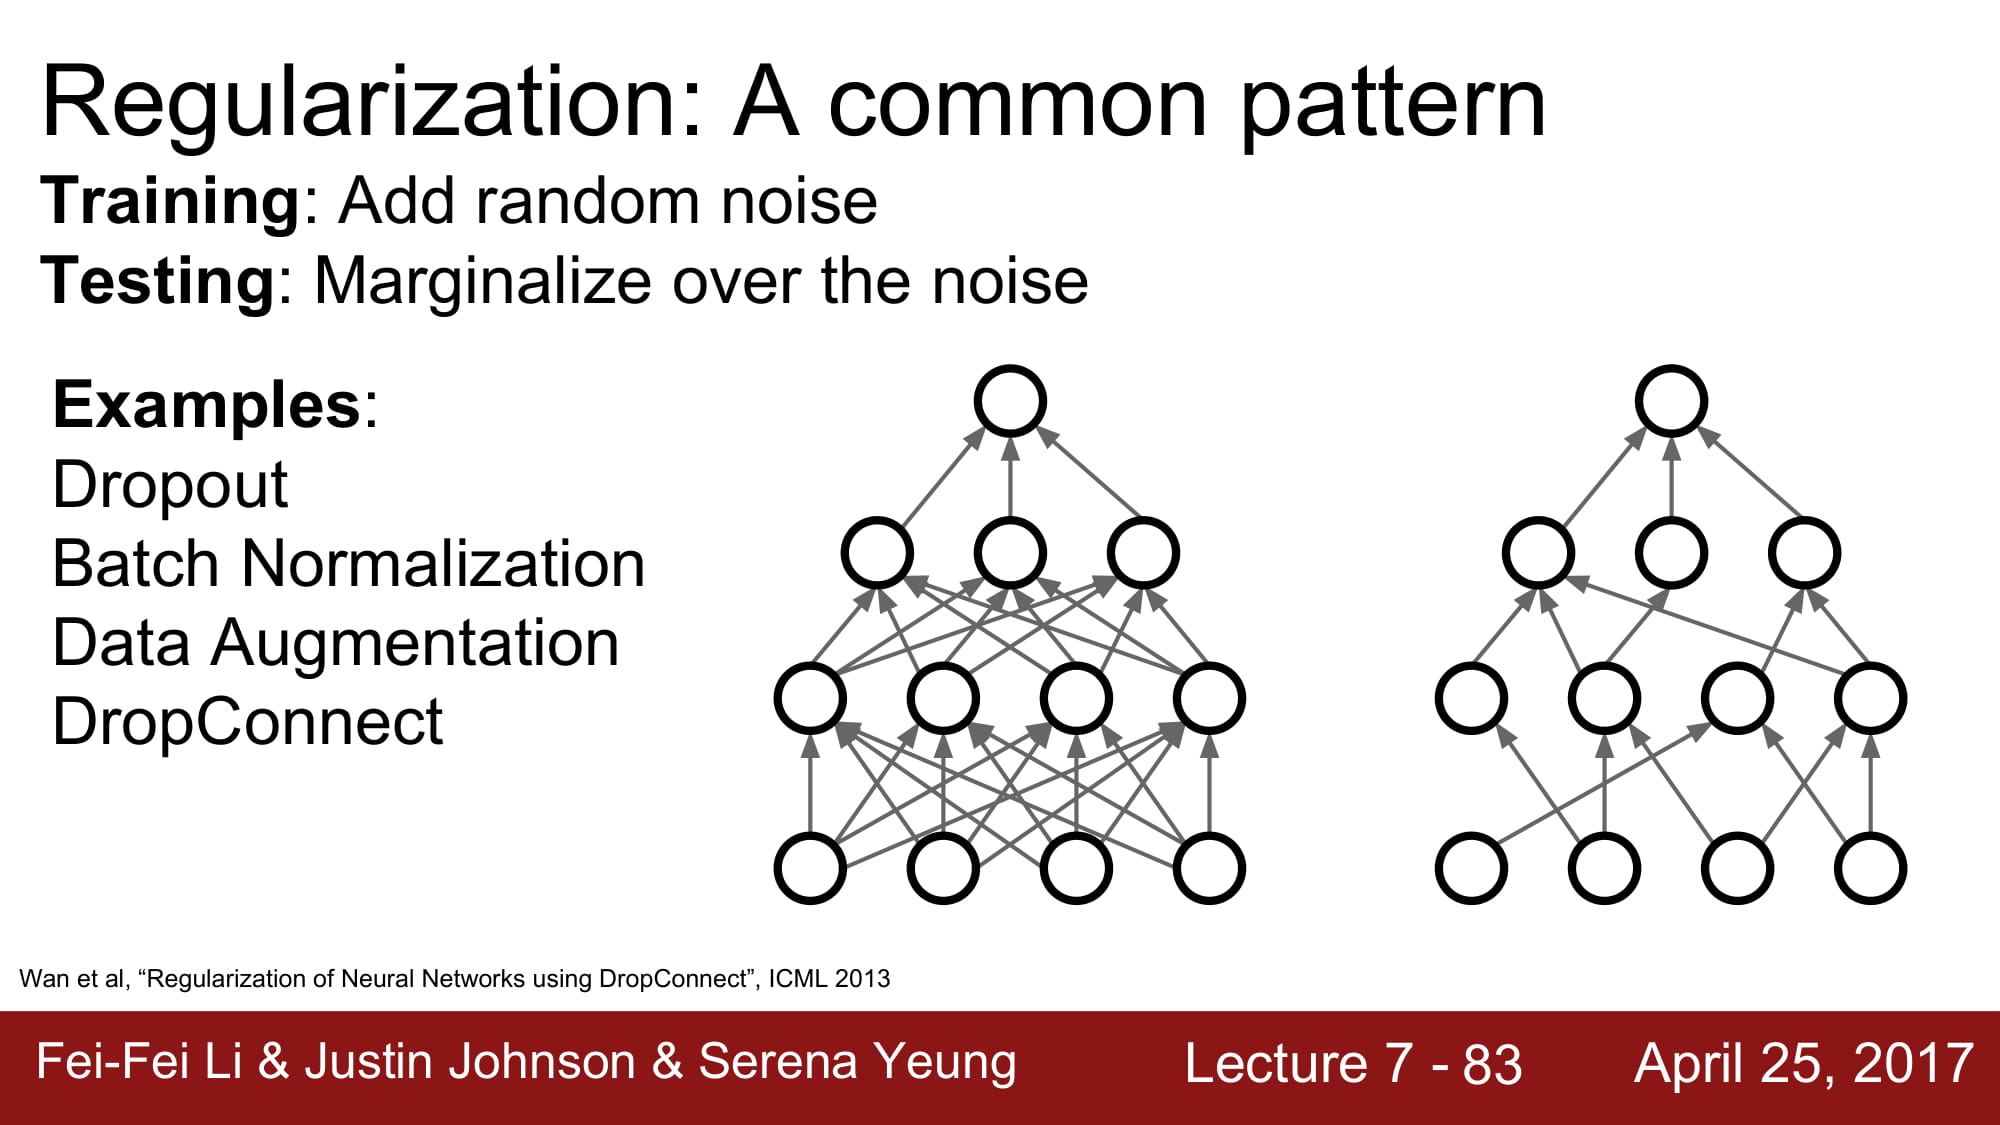 Regularization: A common pattern
Training: Add random noise
Testing: Marginalize over the noise
Examples:
Dropout
Batch Normalization
Data Augmentation
DropConnect
Wan et al, “Regularization of Neural Networks using DropConnect”, ICML 2013
Fei-Fei Li & Justin Johnson & Serena Yeung
Lecture 7 - 83
April 25, 2017